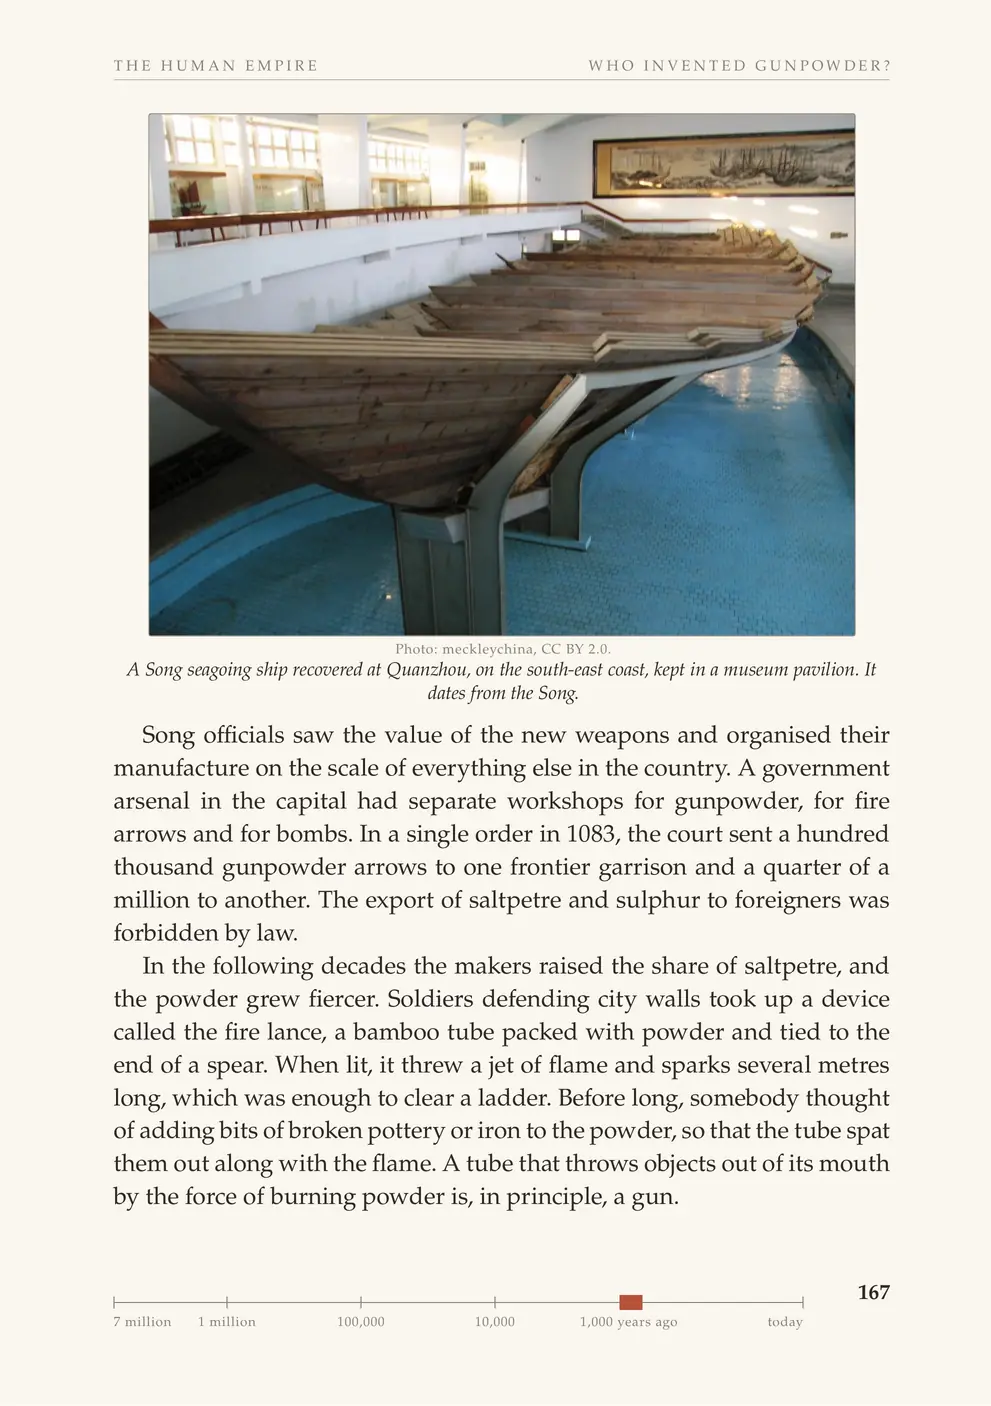 THE HUMAN EMPIRE
WHO INVENTED GUNPOWDER?
Photo: meckleychina, CC BY 2.0.
A Song seagoing ship recovered at Quanzhou, on the south-east coast, kept in a museum pavilion. It
dates from the Song.
Song officials saw the value of the new weapons and organised their
manufacture on the scale of everything else in the country. A government
arsenal in the capital had separate workshops for gunpowder, for fire
arrows and for bombs. In a single order in 1083, the court sent a hundred
thousand gunpowder arrows to one frontier garrison and a quarter of a
million to another. The export of saltpetre and sulphur to foreigners was
forbidden by law.
In the following decades the makers raised the share of saltpetre, and
the powder grew fiercer. Soldiers defending city walls took up a device
called the fire lance, a bamboo tube packed with powder and tied to the
end of a spear. When lit, it threw a jet of flame and sparks several metres
long, which was enough to clear a ladder. Before long, somebody thought
of adding bits of broken pottery or iron to the powder, so that the tube spat
them out along with the flame. A tube that throws objects out of its mouth
by the force of burning powder is, in principle, a gun.
167
7 million 1 million 100,000 10,000 1,000 years ago today